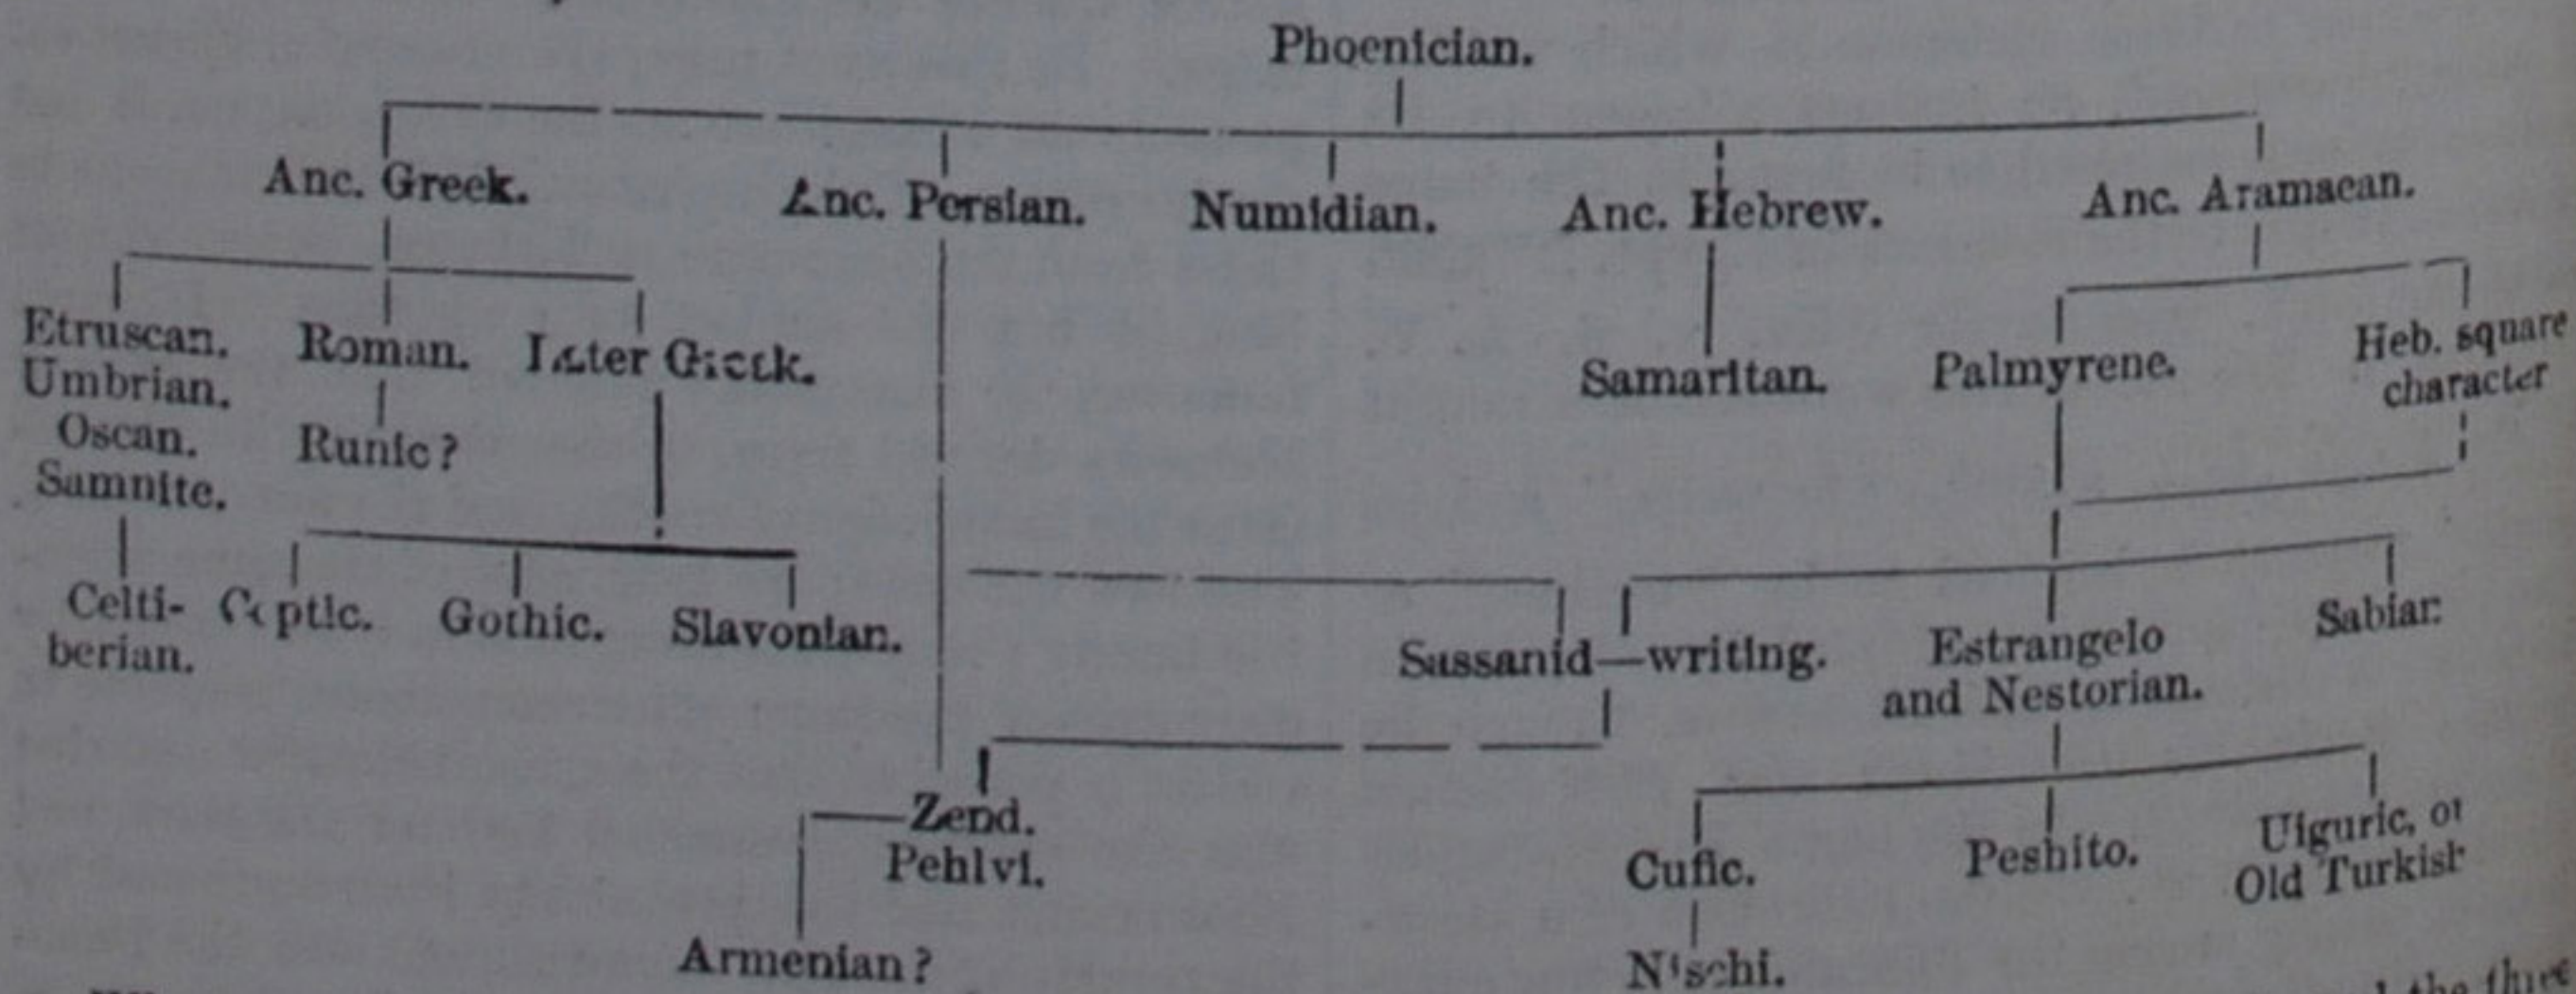 Phoenician.
Anc. Greek. Anc. Persian. Numidian. Anc. Hebrew. Anc. Aramaean.
Etruscan. Roman. Later Greek. Samaritan. Palmyrene. Heb. square
Umbrian. character
Oscan. Runic?
Samnite.
Celti- Coptic. Gothic. Slavonian. Sassanid—writing. Estrangelo Sabian
berian. and Nestorian.
Zend.
Pehlvi. Cufic. Peshito. Uiguric, or
Old Turkish
Armenian? Nischi.
the